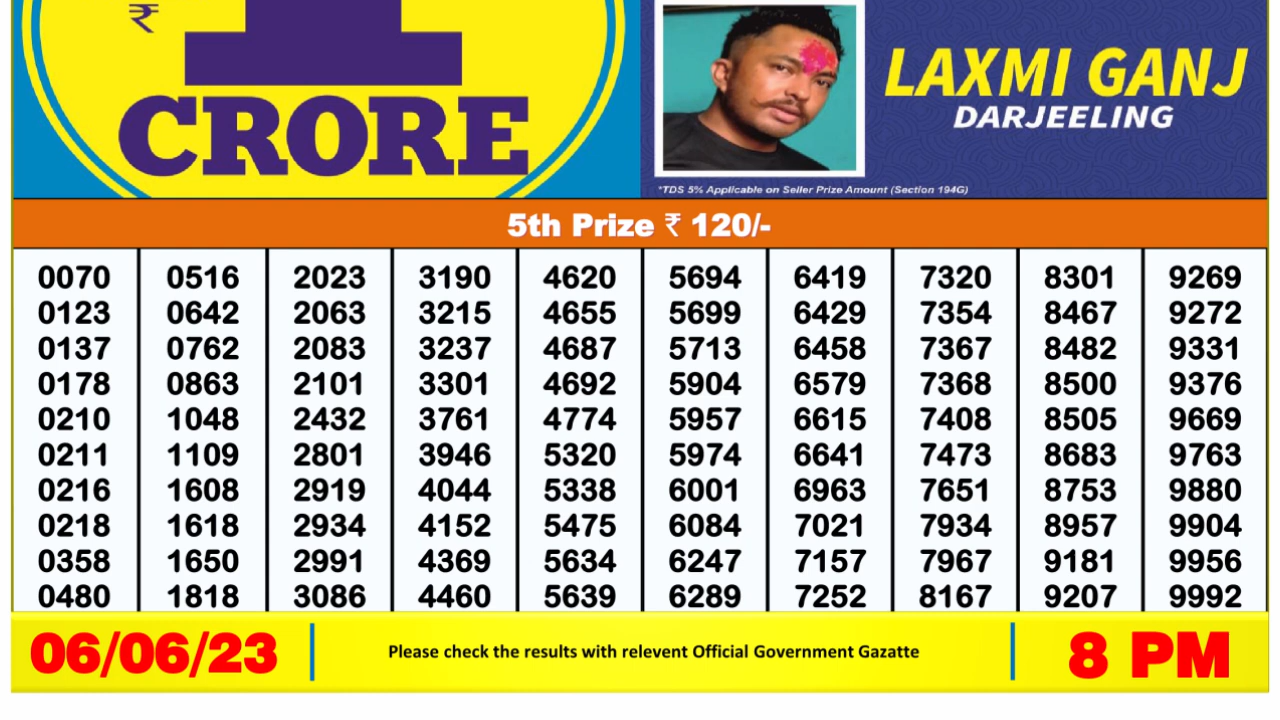 ₹
1
CRORE
LAXMI GANJ
DARJEELING
*TDS 5% Applicable on Seller Prize Amount (Section 194G)
5th Prize ₹ 120/-
0070 0516 2023 3190 4620 5694 6419 7320 8301 9269
0123 0642 2063 3215 4655 5699 6429 7354 8467 9272
0137 0762 2083 3237 4687 5713 6458 7367 8482 9331
0178 0863 2101 3301 4692 5904 6579 7368 8500 9376
0210 1048 2432 3761 4774 5957 6615 7408 8505 9669
0211 1109 2801 3946 5320 5974 6641 7473 8683 9763
0216 1608 2919 4044 5338 6001 6963 7651 8753 9880
0218 1618 2934 4152 5475 6084 7021 7934 8957 9904
0358 1650 2991 4369 5634 6247 7157 7967 9181 9956
0480 1818 3086 4460 5639 6289 7252 8167 9207 9992
06/06/23
Please check the results with relevent Official Government Gazatte
8 PM